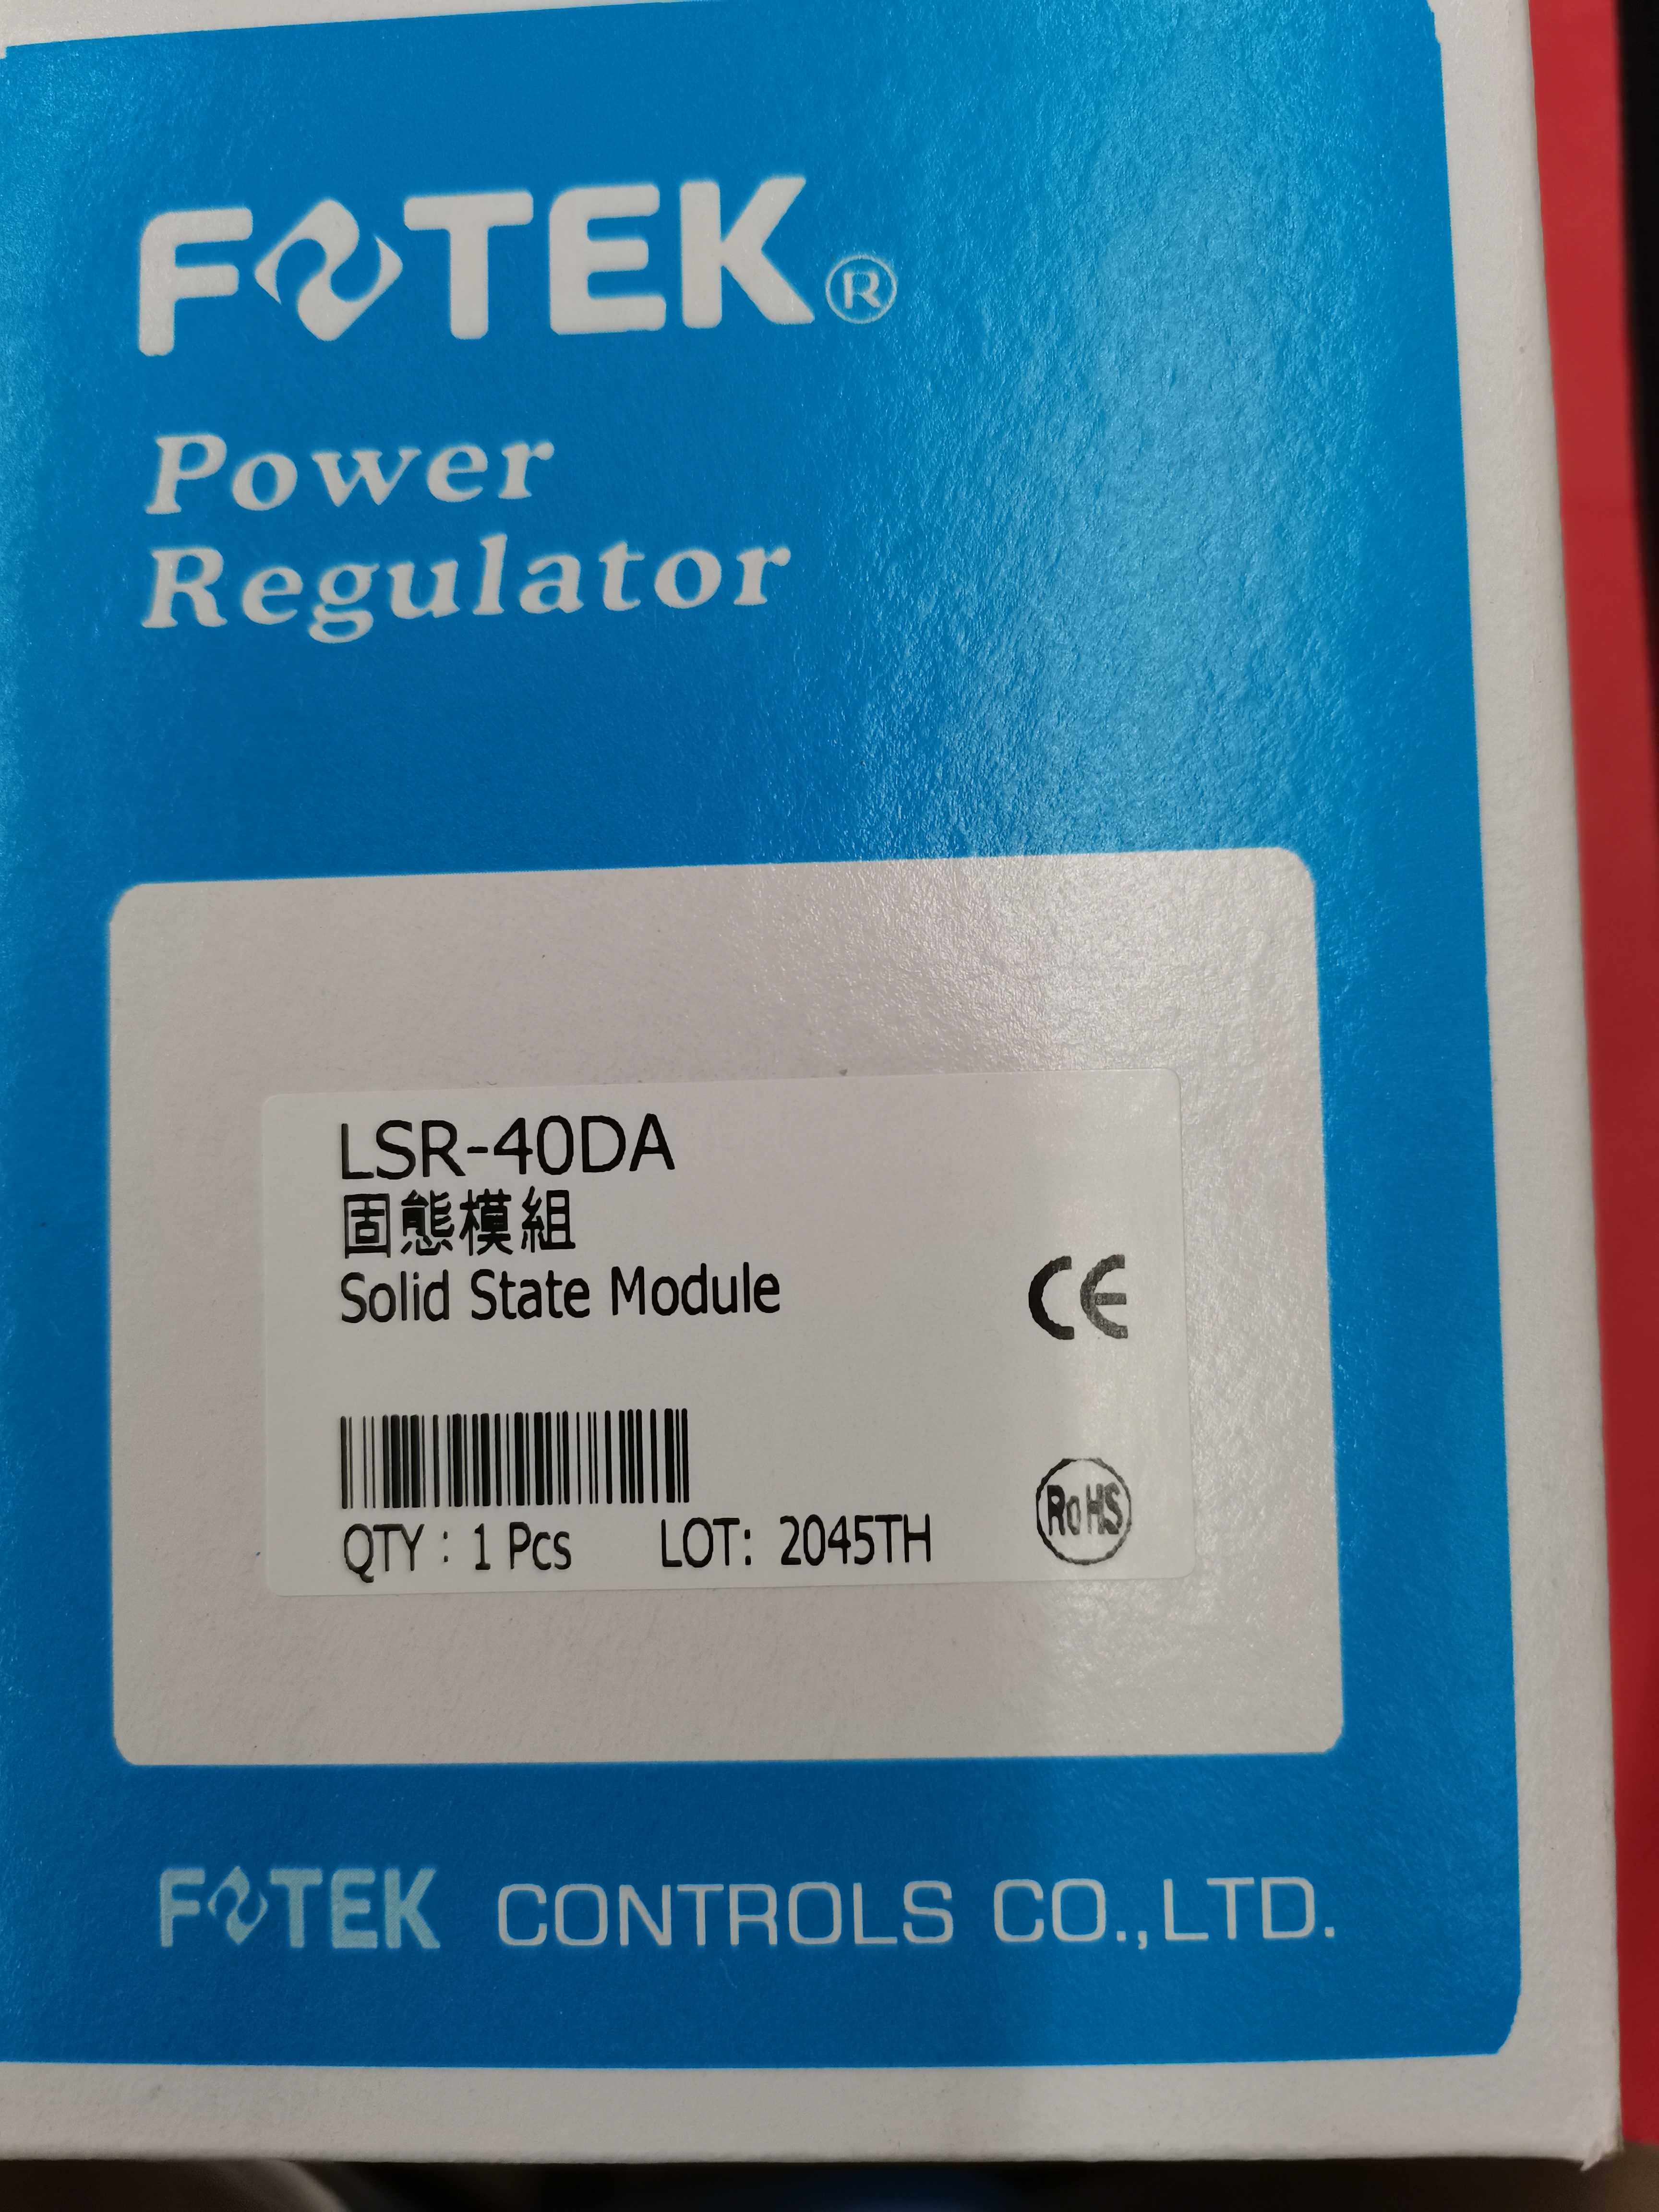 FOTEK®
Power
Regulator
LSR-40DA
固態模組
Solid State Module
CE
QTY : 1 Pcs LOT: 2045TH
RoHS
FOTEK CONTROLS CO.,LTD.